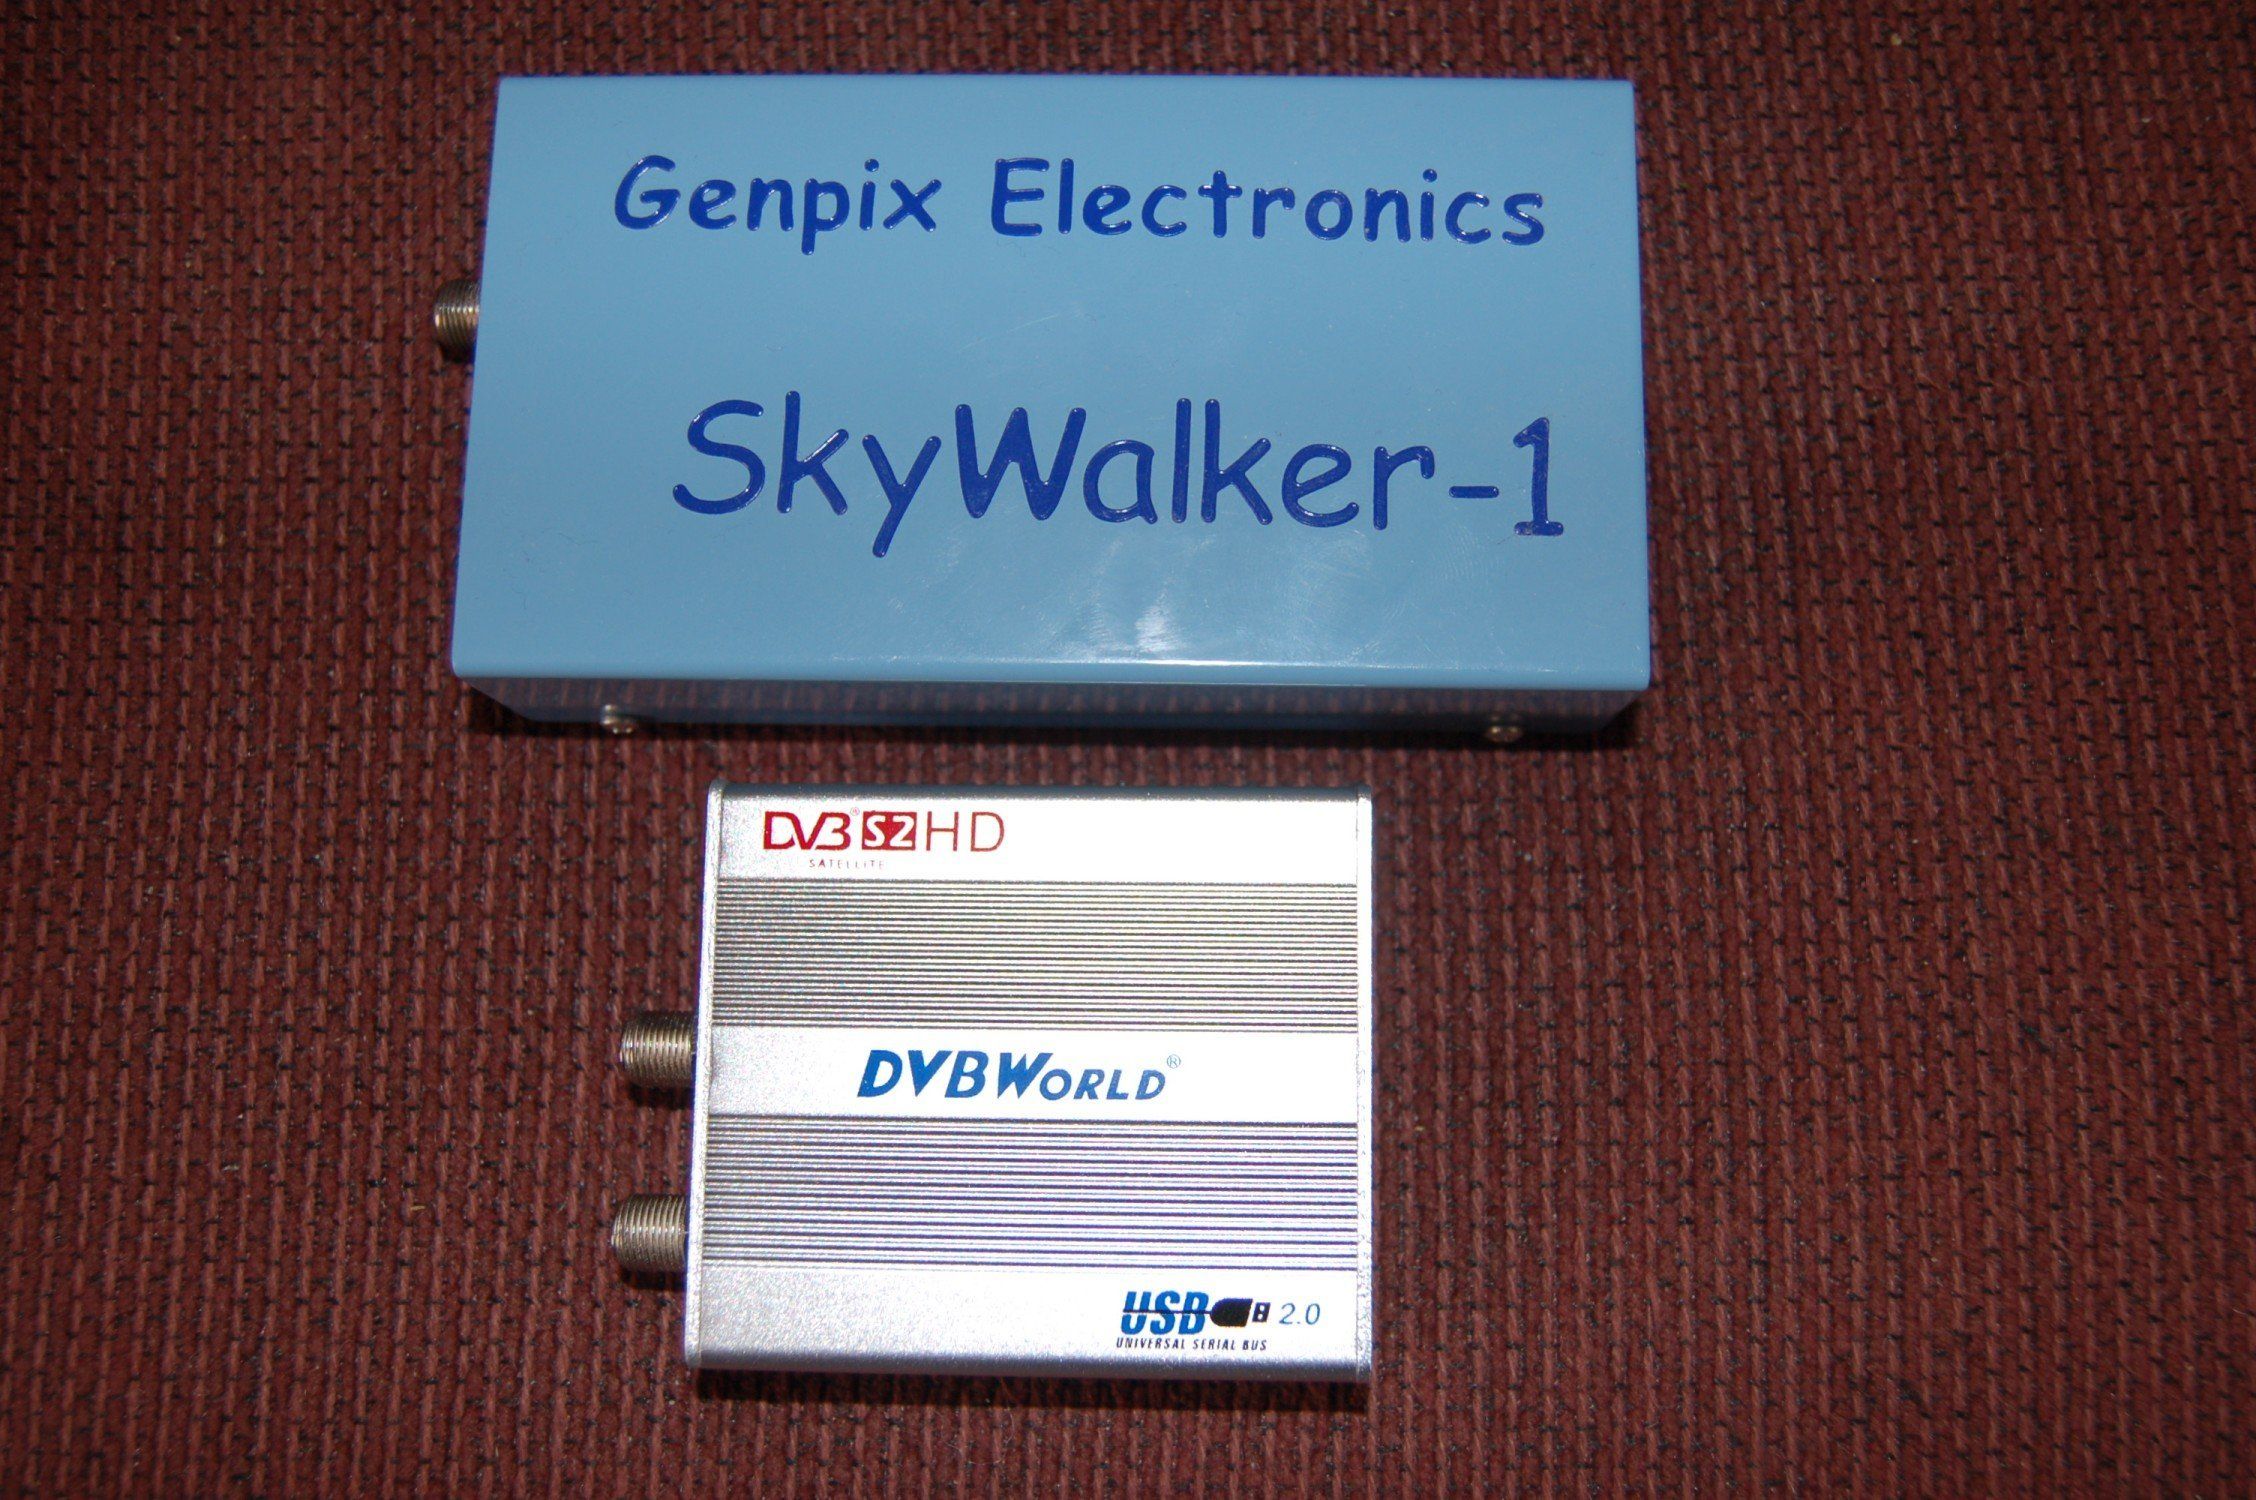 Genpix Electronics
SkyWalker-1
DVB® S2 HD
SATELLITE
DVBWORLD®
USB 2.0
UNIVERSAL SERIAL BUS